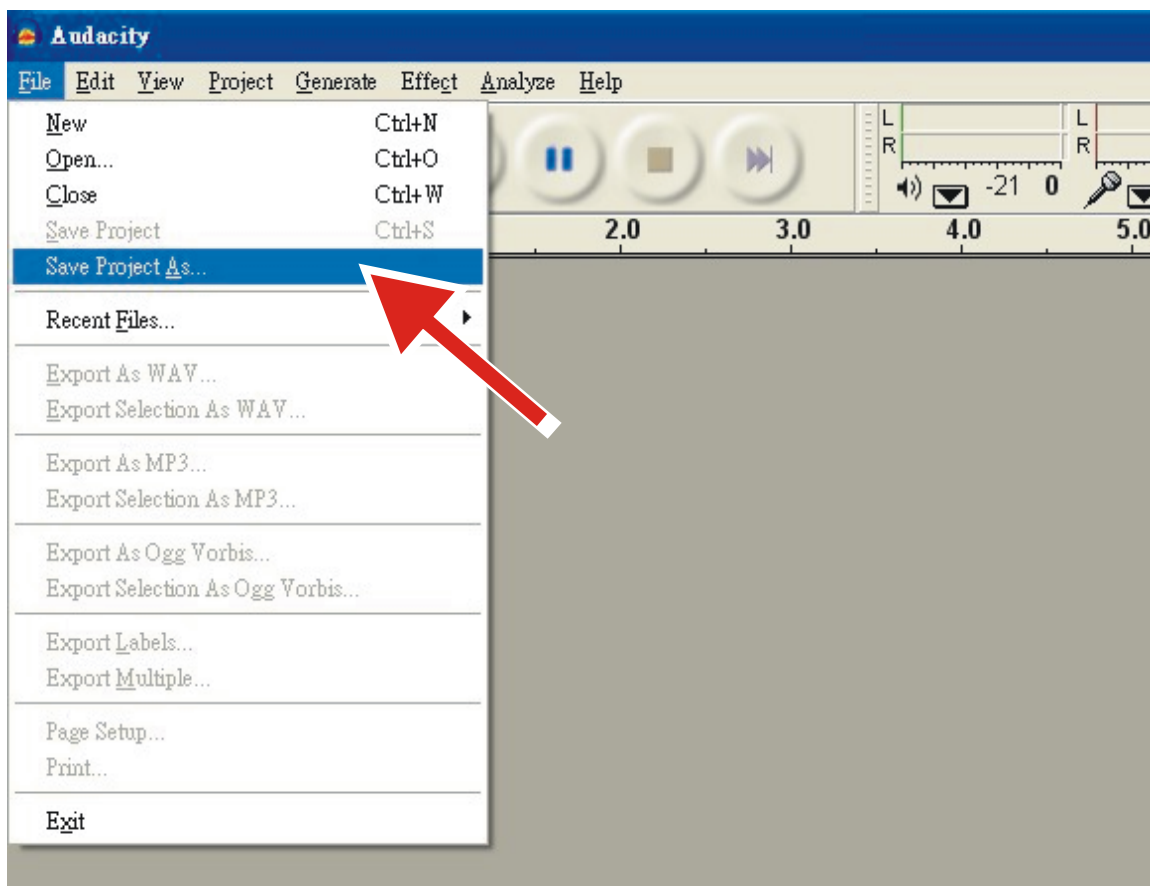 Audacity
File Edit View Project Generate Effect Analyze Help
New Ctrl+N
Open... Ctrl+O
Close Ctrl+W
Save Project Ctrl+S
Save Project As...
Recent Files...
Export As WAV...
Export Selection As WAV...
Export As MP3...
Export Selection As MP3...
Export As Ogg Vorbis...
Export Selection As Ogg Vorbis...
Export Labels...
Export Multiple...
Page Setup...
Print...
Exit
L L
R R
-21 0
2.0 3.0 4.0 5.0